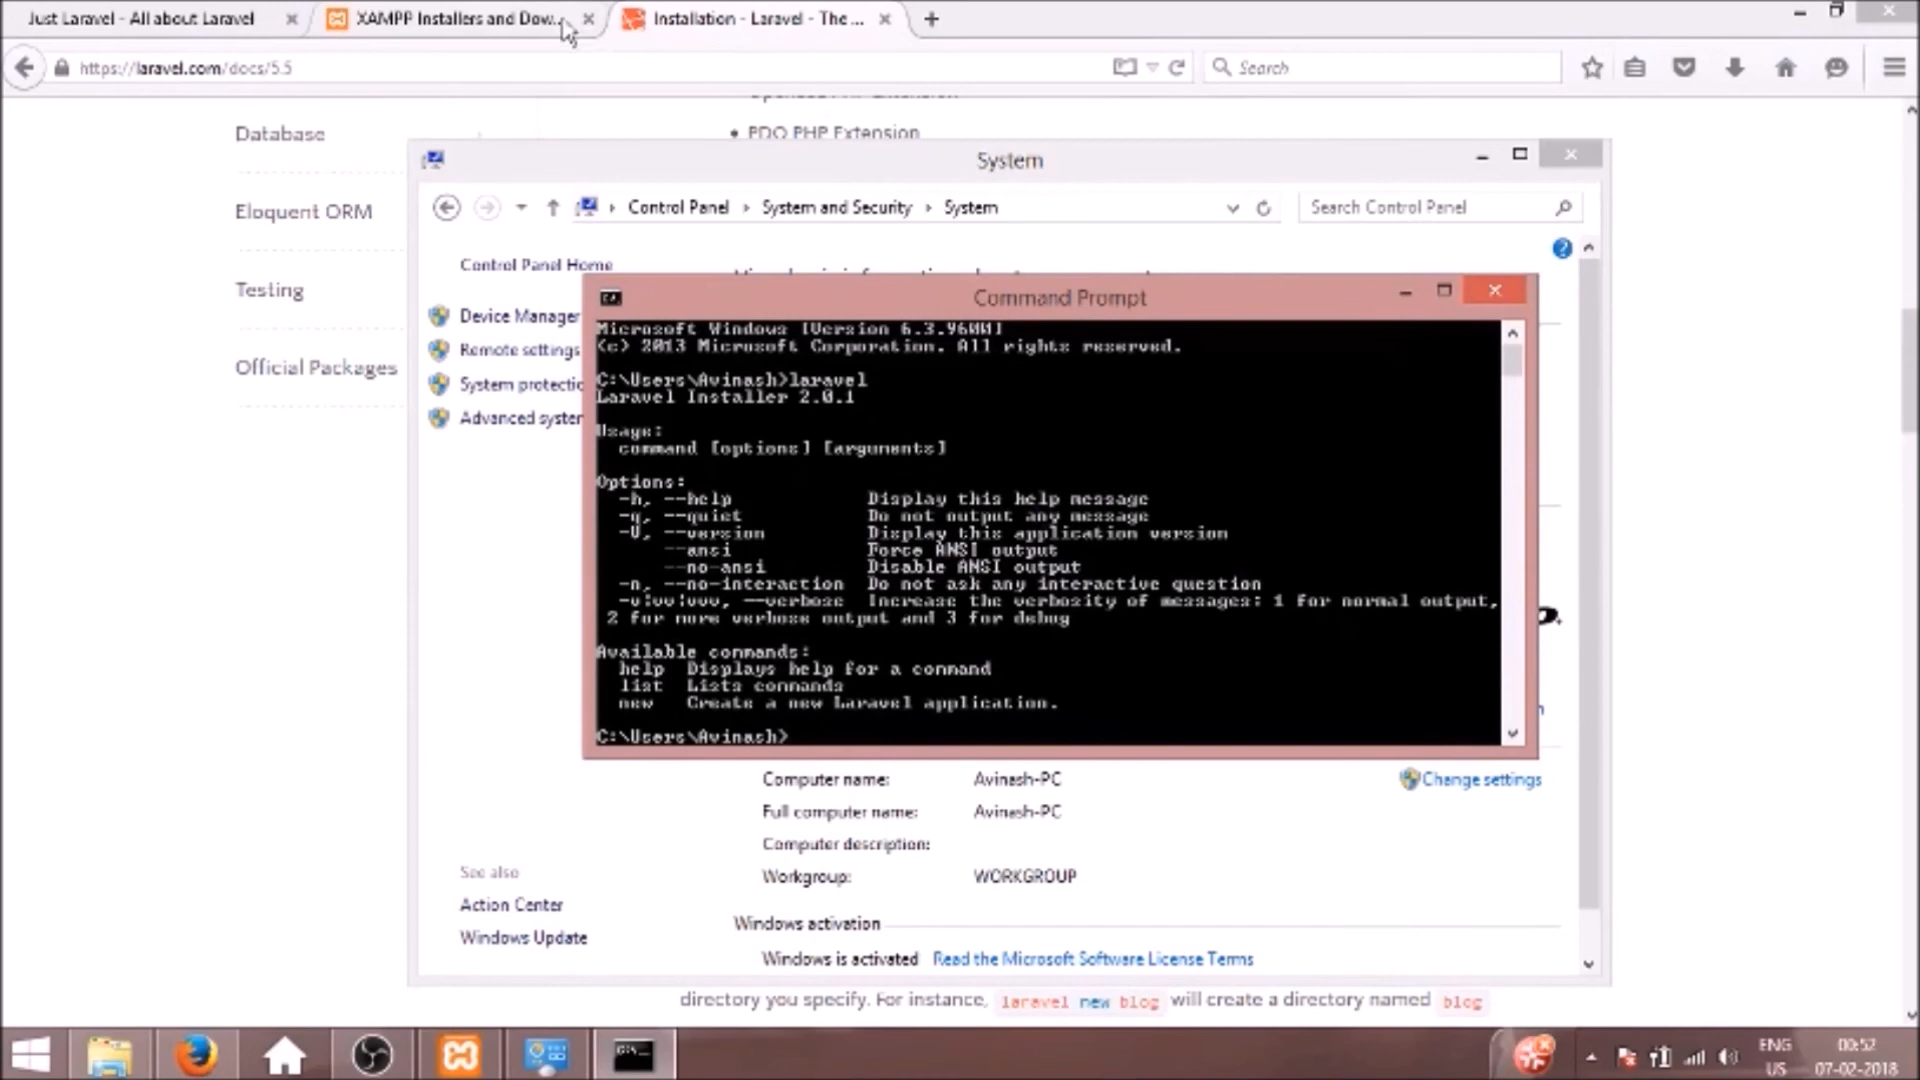 Just Laravel - All about Laravel
XAMPP Installers and Dow...
Installation - Laravel - The ...
https://laravel.com/docs/5.5
Search
Database
PDO PHP Extension
Eloquent ORM
Testing
Official Packages
System
Control Panel
System and Security
System
Search Control Panel
Control Panel Home
Device Manager
Remote settings
System protectio
Advanced system
Command Prompt
Microsoft Windows [Version 6.3.9600]
(c) 2013 Microsoft Corporation. All rights reserved.
C:\Users\Avinash>laravel
Laravel Installer 2.0.1
Usage:
command [options] [arguments]
Options:
-h, --help Display this help message
-q, --quiet Do not output any message
-V, --version Display this application version
--ansi Force ANSI output
--no-ansi Disable ANSI output
-n, --no-interaction Do not ask any interactive question
-v|vv|vvv, --verbose Increase the verbosity of messages: 1 for normal output,
2 for more verbose output and 3 for debug
Available commands:
help Displays help for a command
list Lists commands
new Create a new Laravel application.
C:\Users\Avinash>
Computer name: Avinash-PC
Change settings
Full computer name: Avinash-PC
Computer description:
Workgroup: WORKGROUP
See also
Action Center
Windows Update
Windows activation
Windows is activated Read the Microsoft Software License Terms
directory you specify. For instance, laravel new blog will create a directory named blog
ENG
US
00:52
07-02-2018